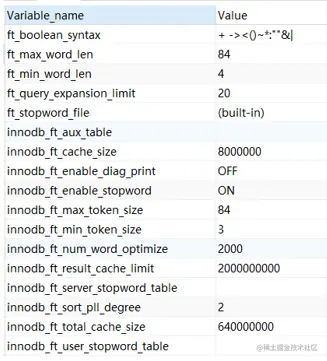 Variable_name Value
ft_boolean_syntax + -><()~*:""&|
ft_max_word_len 84
ft_min_word_len 4
ft_query_expansion_limit 20
ft_stopword_file (built-in)
innodb_ft_aux_table
innodb_ft_cache_size 8000000
innodb_ft_enable_diag_print OFF
innodb_ft_enable_stopword ON
innodb_ft_max_token_size 84
innodb_ft_min_token_size 3
innodb_ft_num_word_optimize 2000
innodb_ft_result_cache_limit 2000000000
innodb_ft_server_stopword_table
innodb_ft_sort_pll_degree 2
innodb_ft_total_cache_size 640000000
innodb_ft_user_stopword_table
@稀土掘金技术社区